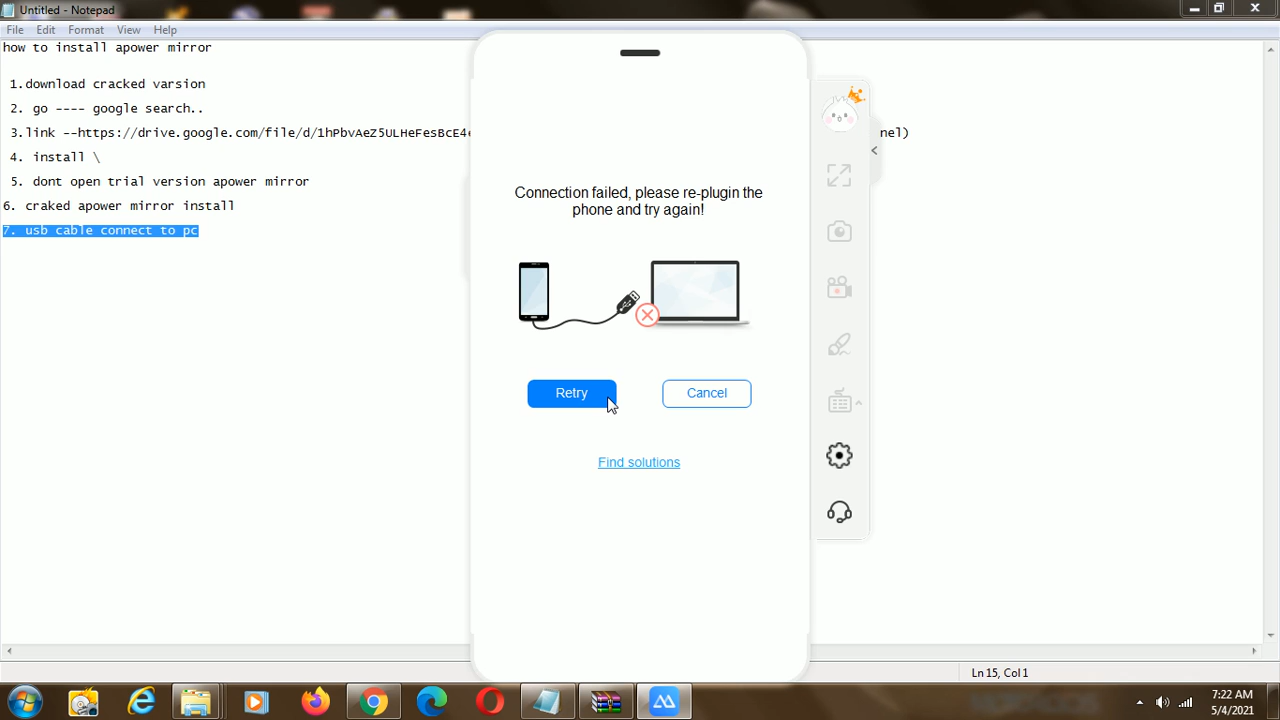 Untitled - Notepad
File Edit Format View Help
how to install apower mirror
1.download cracked varsion
2. go ---- google search..
3.link --https://drive.google.com/file/d/1hPbvAeZ5ULHeFesBcE4 nel)
4. install \
5. dont open trial version apower mirror
6. craked apower mirror install
7. usb cable connect to pc
Connection failed, please re-plugin the
phone and try again!
Retry Cancel
Find solutions
Ln 15, Col 1
7:22 AM
5/4/2021